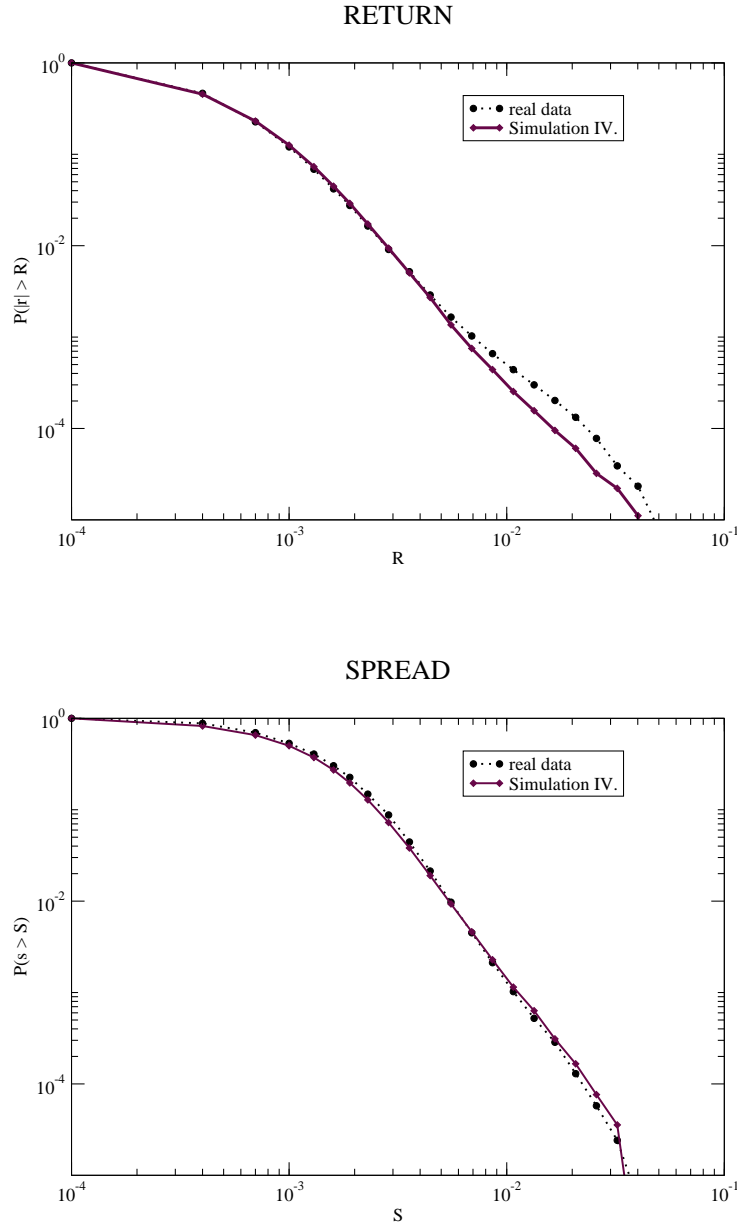 RETURN
10^0
10^-2
10^-4
P(|r| > R)
real data
Simulation IV.
10^-4 10^-3 10^-2 10^-1
R
SPREAD
10^0
10^-2
10^-4
P(s > S)
real data
Simulation IV.
10^-4 10^-3 10^-2 10^-1
S